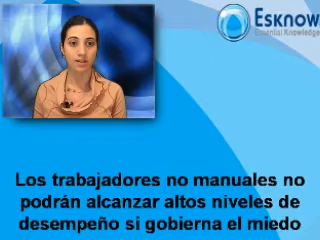 Esknow
Essential Knowledge
Los trabajadores no manuales no
podrán alcanzar altos niveles de
desempeño si gobierna el miedo